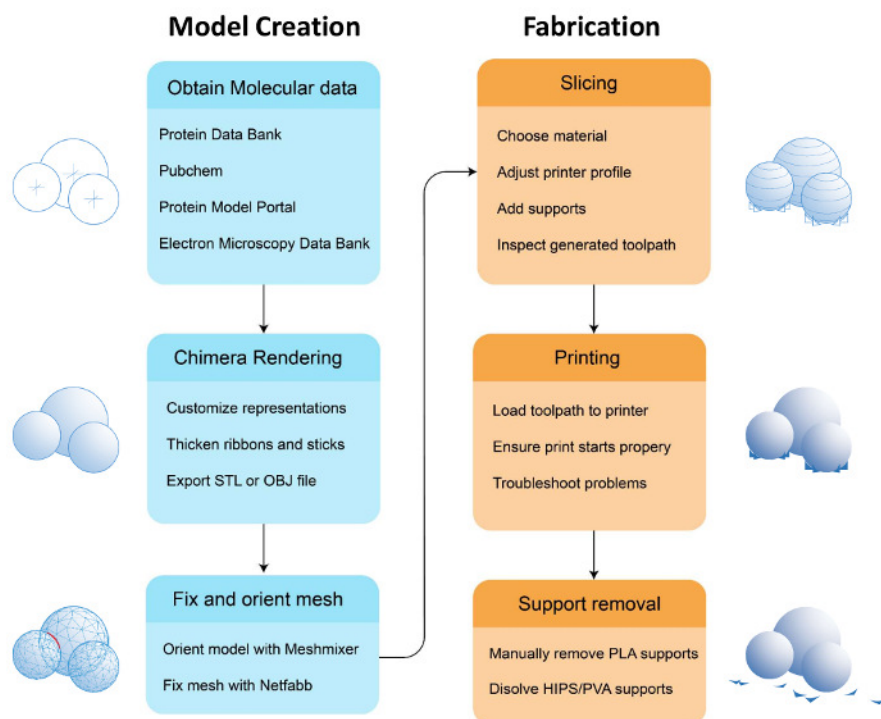 Model Creation
Obtain Molecular data
Protein Data Bank
Pubchem
Protein Model Portal
Electron Microscopy Data Bank
Chimera Rendering
Customize representations
Thicken ribbons and sticks
Export STL or OBJ file
Fix and orient mesh
Orient model with Meshmixer
Fix mesh with Netfabb
Fabrication
Slicing
Choose material
Adjust printer profile
Add supports
Inspect generated toolpath
Printing
Load toolpath to printer
Ensure print starts propery
Troubleshoot problems
Support removal
Manually remove PLA supports
Disolve HIPS/PVA supports